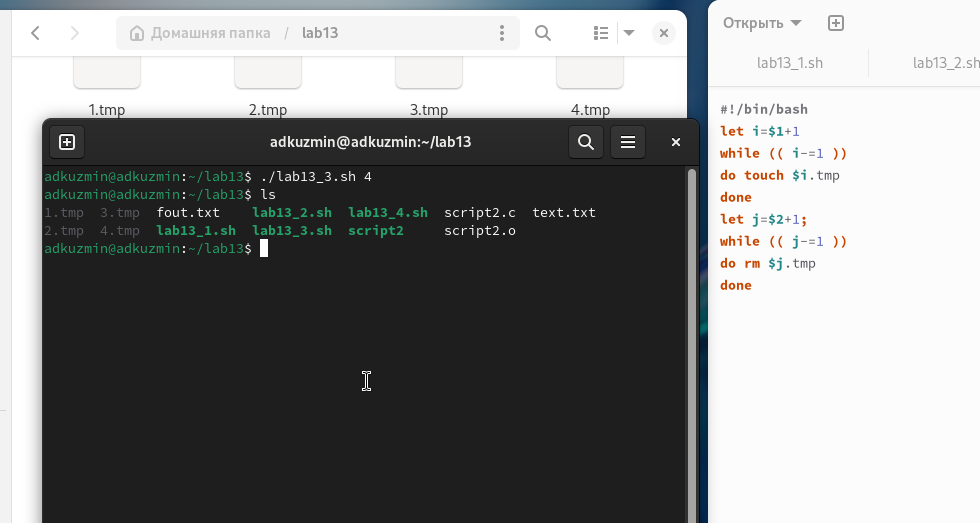 Домашняя папка / lab13
1.tmp 2.tmp 3.tmp 4.tmp
adkuzmin@adkuzmin:~/lab13
adkuzmin@adkuzmin:~/lab13$ ./lab13_3.sh 4
adkuzmin@adkuzmin:~/lab13$ ls
1.tmp 3.tmp fout.txt lab13_2.sh lab13_4.sh script2.c text.txt
2.tmp 4.tmp lab13_1.sh lab13_3.sh script2 script2.o
adkuzmin@adkuzmin:~/lab13$
Открыть
lab13_1.sh lab13_2.sh
#!/bin/bash
let i=$1+1
while (( i-=1 ))
do touch $i.tmp
done
let j=$2+1;
while (( j-=1 ))
do rm $j.tmp
done